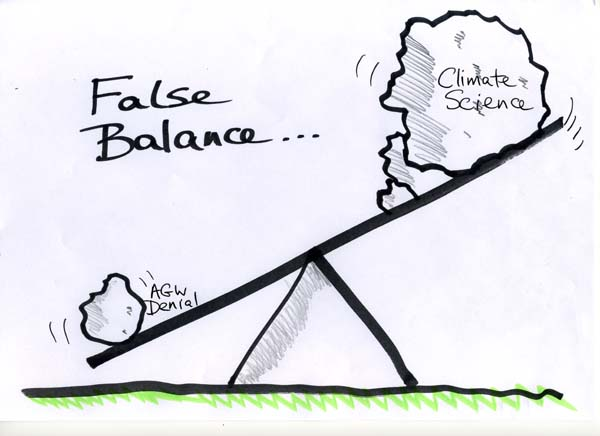 False
Balance...
Climate
Science
AGW
Denial